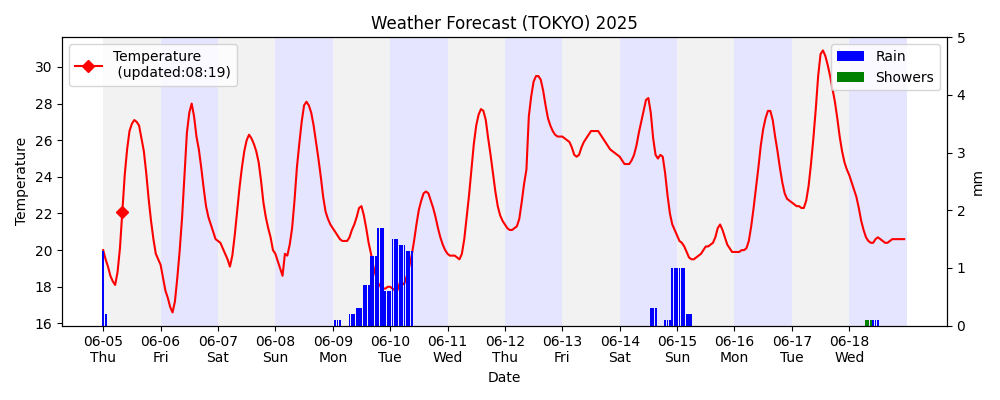 Weather Forecast (TOKYO) 2025
Temperature
(updated:08:19)
Rain
Showers
Temperature
30
28
26
24
22
20
18
16
5
4
3
2
1
0
mm
06-05 06-06 06-07 06-08 06-09 06-10 06-11 06-12 06-13 06-14 06-15 06-16 06-17 06-18
Thu Fri Sat Sun Mon Tue Wed Thu Fri Sat Sun Mon Tue Wed
Date